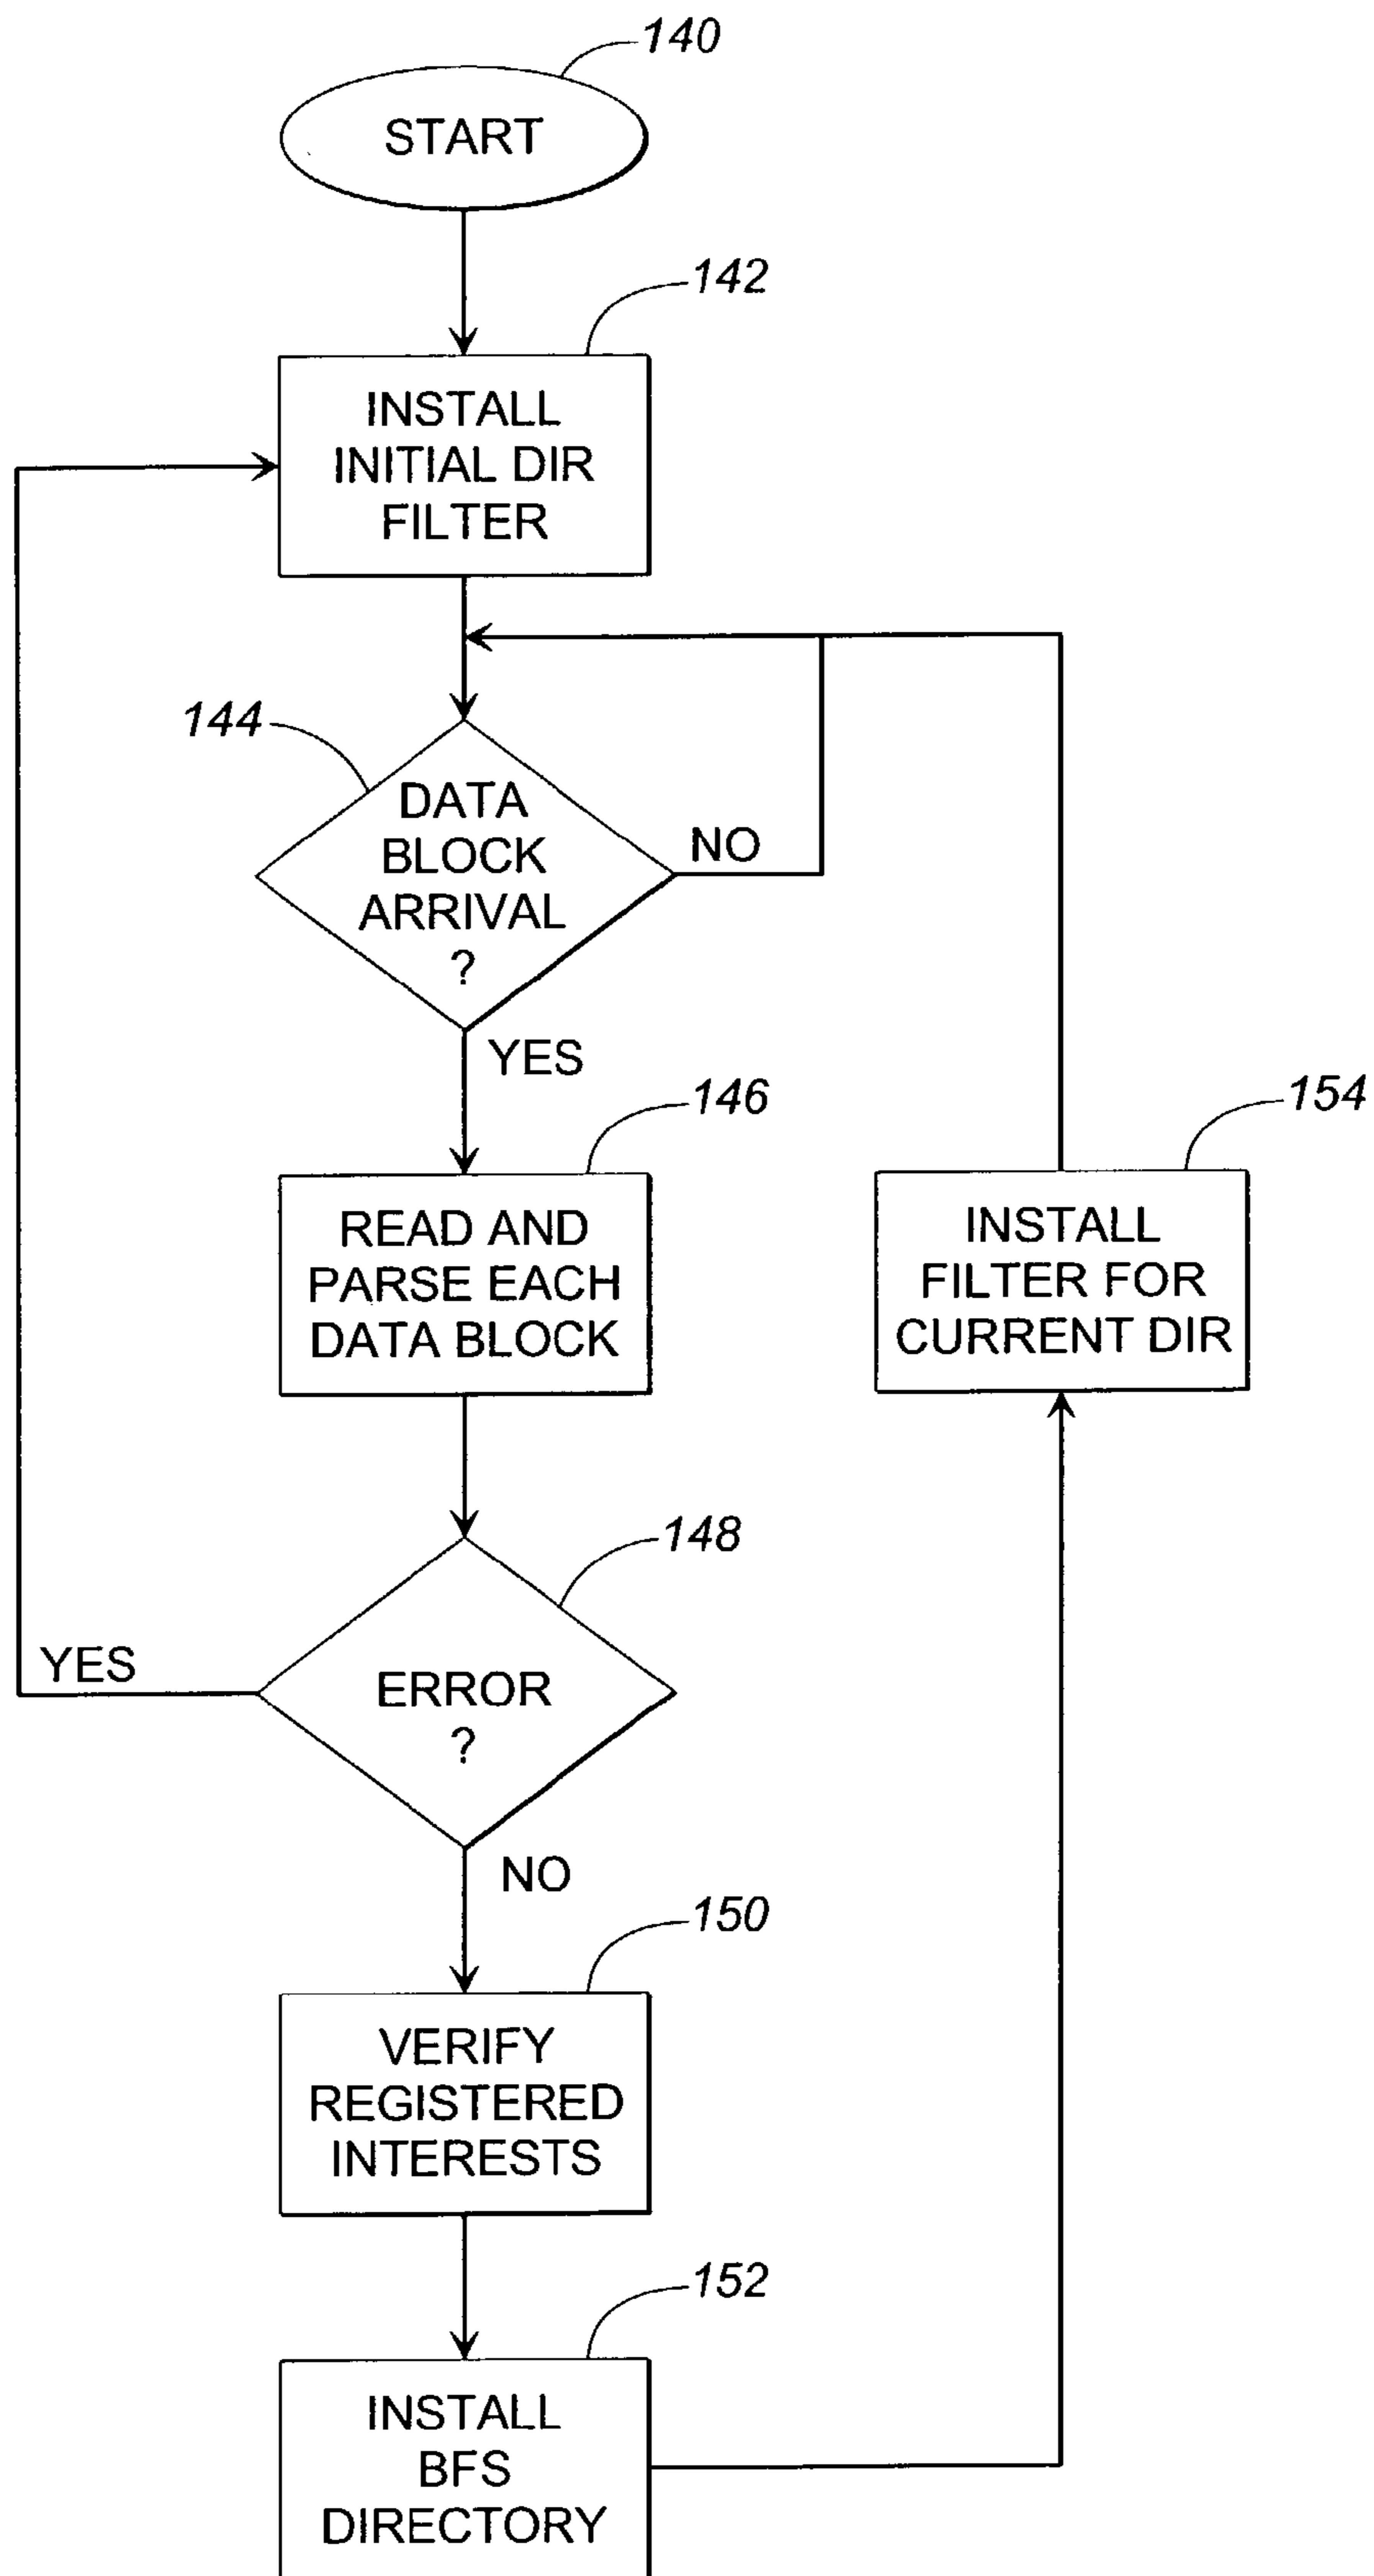 140
START
142
INSTALL
INITIAL DIR
FILTER
144
DATA
BLOCK
ARRIVAL
?
NO
YES
146
READ AND
PARSE EACH
DATA BLOCK
154
INSTALL
FILTER FOR
CURRENT DIR
148
ERROR
?
YES
NO
150
VERIFY
REGISTERED
INTERESTS
152
INSTALL
BFS
DIRECTORY